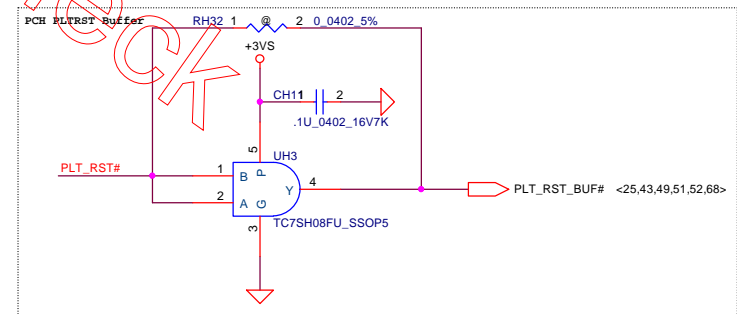 PCH PLTRST Buffer
RH32 1 @ 2 0_0402_5%
+3VS
CH11 1 2
.1U_0402_16V7K
5
UH3
PLT_RST#
1 B P
Y 4
PLT_RST_BUF# <25,43,49,51,52,68>
2 A G
3
TC7SH08FU_SSOP5